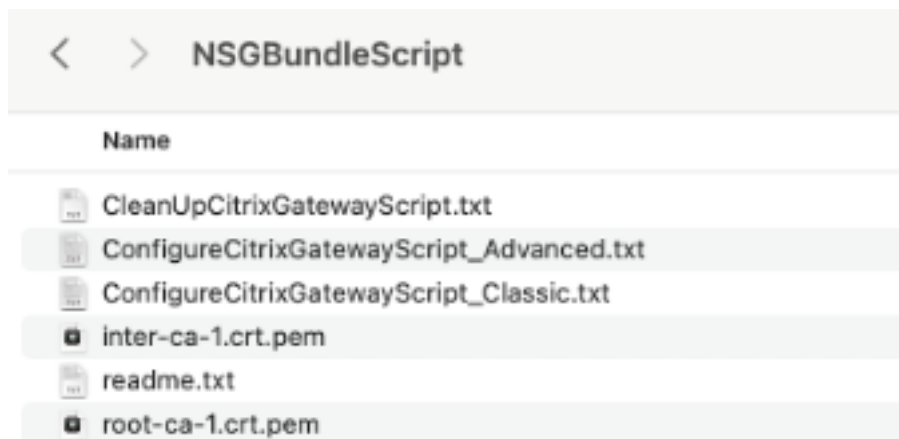 NSGBundleScript
Name
CleanUpCitrixGatewayScript.txt
ConfigureCitrixGatewayScript_Advanced.txt
ConfigureCitrixGatewayScript_Classic.txt
inter-ca-1.crt.pem
readme.txt
root-ca-1.crt.pem